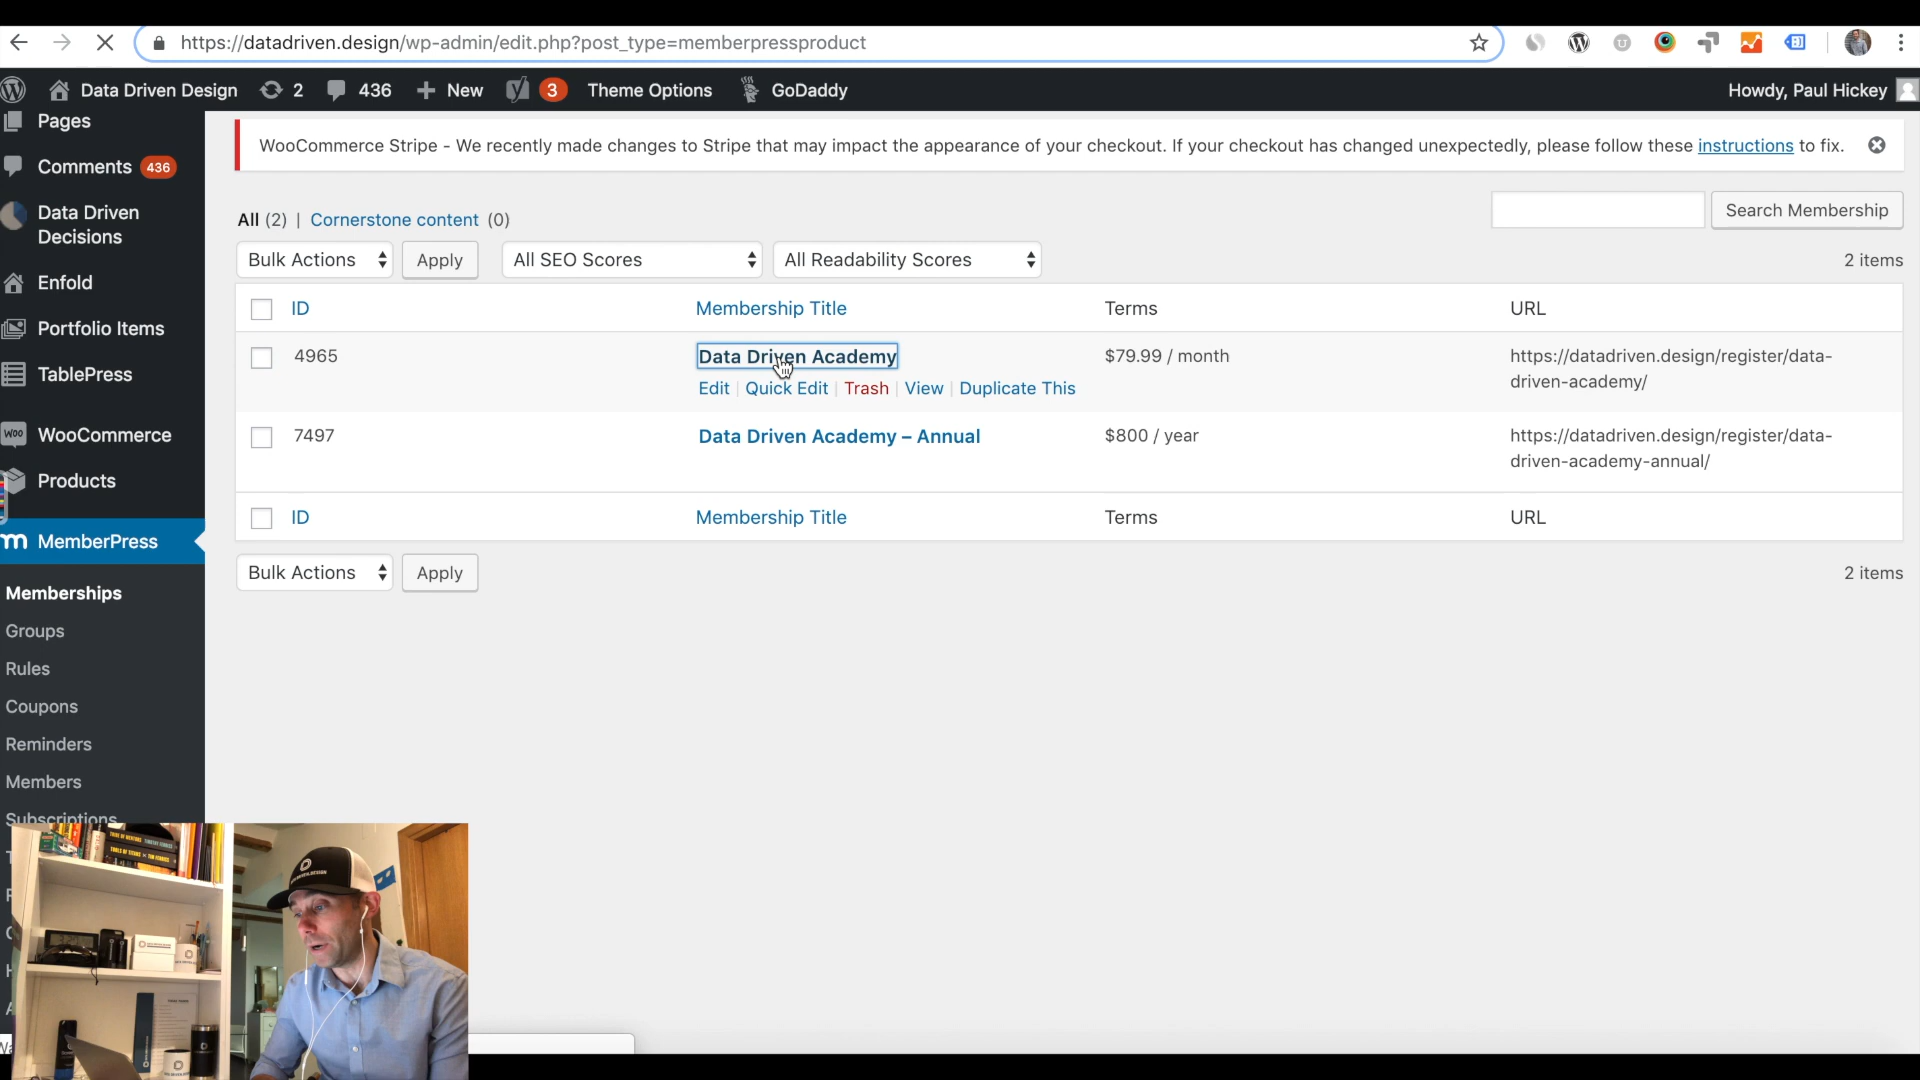 https://datadriven.design/wp-admin/edit.php?post_type=memberpressproduct
Data Driven Design 2 436 New 3 Theme Options GoDaddy Howdy, Paul Hickey
Pages
Comments 436
Data Driven
Decisions
Enfold
Portfolio Items
TablePress
WOO WooCommerce
Products
MemberPress
Memberships
Groups
Rules
Coupons
Reminders
Members
Subscriptions
WooCommerce Stripe - We recently made changes to Stripe that may impact the appearance of your checkout. If your checkout has changed unexpectedly, please follow these instructions to fix.
All (2) | Cornerstone content (0)
Search Membership
Bulk Actions Apply All SEO Scores All Readability Scores 2 items
ID Membership Title Terms URL
4965 Data Driven Academy $79.99 / month https://datadriven.design/register/data-
driven-academy/
Edit | Quick Edit | Trash | View | Duplicate This
7497 Data Driven Academy – Annual $800 / year https://datadriven.design/register/data-
driven-academy-annual/
ID Membership Title Terms URL
Bulk Actions Apply 2 items